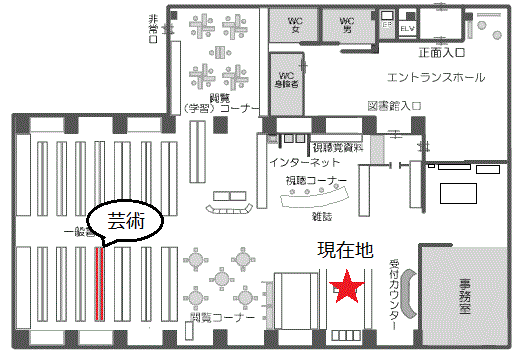 非常口
WC
女
WC
男
EB
ELV
正面入口
エントランスホール
WC
身障者
閲覧
（学習）コーナー
図書館入口
視聴覚資料
インターネット
視聴コーナー
雑誌
芸術
一般書
現在地
受付カウンター
事務室
閲覧コーナー